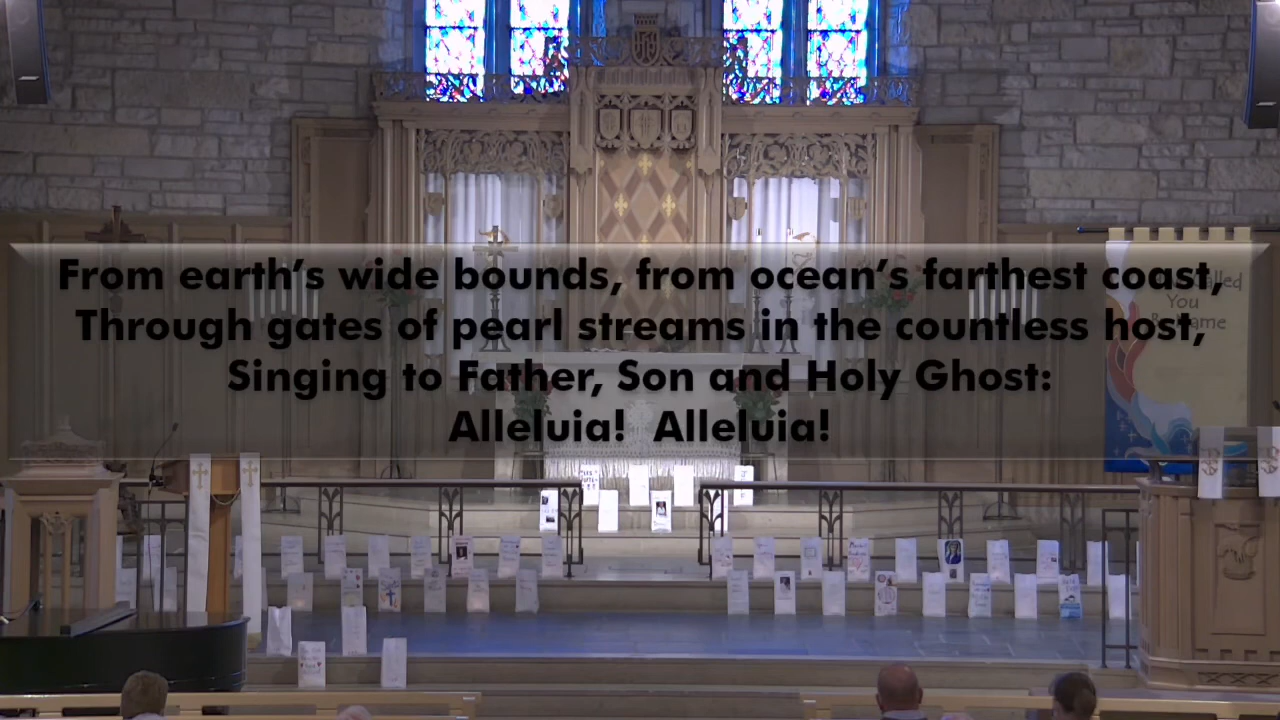 From earth's wide bounds, from ocean's farthest coast,
Through gates of pearl streams in the countless host,
Singing to Father, Son and Holy Ghost:
Alleluia! Alleluia!
You